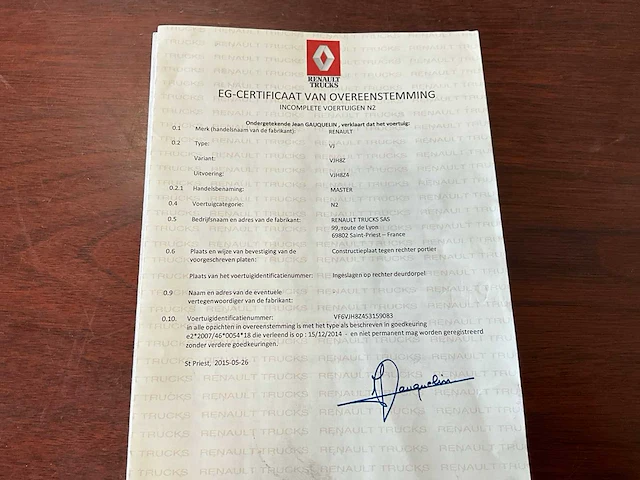 RENAULT
TRUCKS
EG-CERTIFICAAT VAN OVEREENSTEMMING
INCOMPLETE VOERTUIGEN N2
Ondergetekende Jean GAUQUELIN , verklaart dat het voertuig:
0.1 Merk (handelsnaam van de fabrikant): RENAULT
0.2 Type: VJ
Variant: VJH8Z
Uitvoering: VJH8Z4
0.2.1 Handelsbenaming: MASTER
0.4 Voertuigcategorie: N2
0.5 Bedrijfsnaam en adres van de fabrikant: RENAULT TRUCKS SAS
99, route de Lyon
69802 Saint-Priest – France
0.6 Plaats en wijze van bevestiging van de Constructieplaat tegen rechter portier
voorgeschreven platen:
Plaats van het voertuigidentificatienummer: Ingeslagen op rechter deurdorpel
0.9 Naam en adres van de eventuele
vertegenwoordiger van de fabrikant:
0.10. Voertuigidentificatienummer: VF6VJH8Z453159083
in alle opzichten in overeenstemming is met het type als beschreven in goedkeuring
e2*2007/46*0054*18 die verleend is op : 15/12/2014 - en niet permanent mag worden geregistreerd
zonder verdere goedkeuringen.
St Priest, 2015-05-26
Gauquelin